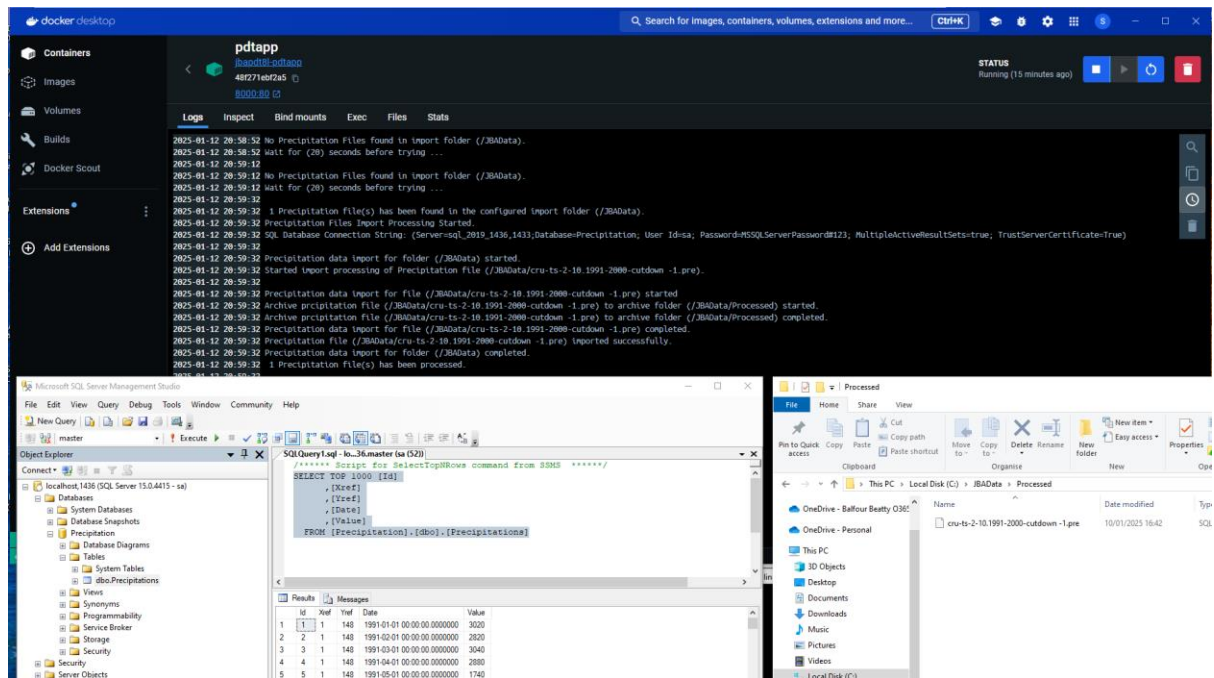 docker desktop
Search for images, containers, volumes, extensions and more...
Ctrl+K
S
Containers
Images
Volumes
Builds
Docker Scout
Extensions
Add Extensions
pdtapp
jbapdt8l-pdtapp
48f271ebf2a5
8000:80
STATUS
Running (15 minutes ago)
Logs Inspect Bind mounts Exec Files Stats
2025-01-12 20:58:52 No Precipitation Files found in import folder (/JBAData).
2025-01-12 20:58:52 Wait for (20) seconds before trying ...
2025-01-12 20:59:12
2025-01-12 20:59:12 No Precipitation Files found in import folder (/JBAData).
2025-01-12 20:59:12 Wait for (20) seconds before trying ...
2025-01-12 20:59:32
2025-01-12 20:59:32 1 Precipitation file(s) has been found in the configured import folder (/JBAData).
2025-01-12 20:59:32 Precipitation Files Import Processing Started.
2025-01-12 20:59:32 SQL Database Connection String: (Server=sql_2019_1436,1433;Database=Precipitation; User Id=sa; Password=MSSQLServerPassword#123; MultipleActiveResultSets=true; TrustServerCertificate=True)
2025-01-12 20:59:32
2025-01-12 20:59:32 Precipitation data import for folder (/JBAData) started.
2025-01-12 20:59:32 Started import processing of Precipitation file (/JBAData/cru-ts-2-10.1991-2000-cutdown -1.pre).
2025-01-12 20:59:32
2025-01-12 20:59:32 Precipitation data import for file (/JBAData/cru-ts-2-10.1991-2000-cutdown -1.pre) started
2025-01-12 20:59:32 Archive prcipitation file (/JBAData/cru-ts-2-10.1991-2000-cutdown -1.pre) to archive folder (/JBAData/Processed) started.
2025-01-12 20:59:32 Archive prcipitation file (/JBAData/cru-ts-2-10.1991-2000-cutdown -1.pre) to archive folder (/JBAData/Processed) completed.
2025-01-12 20:59:32 Precipitation data import for file (/JBAData/cru-ts-2-10.1991-2000-cutdown -1.pre) completed.
2025-01-12 20:59:32 Precipitation file (/JBAData/cru-ts-2-10.1991-2000-cutdown -1.pre) imported successfully.
2025-01-12 20:59:32 Precipitation data import for folder (/JBAData) completed.
2025-01-12 20:59:32 1 Precipitation file(s) has been processed.
Microsoft SQL Server Management Studio
File Edit View Query Debug Tools Window Community Help
New Query
master
Execute
Object Explorer
Connect
localhost,1436 (SQL Server 15.0.4415 - sa)
Databases
System Databases
Database Snapshots
Precipitation
Database Diagrams
Tables
System Tables
dbo.Precipitations
Views
Synonyms
Programmability
Service Broker
Storage
Security
Security
Server Objects
SQLQuery1.sql - lo...36.master (sa (52))
/****** Script for SelectTopNRows command from SSMS ******/
SELECT TOP 1000 [Id]
,[Xref]
,[Yref]
,[Date]
,[Value]
FROM [Precipitation].[dbo].[Precipitations]
Results Messages
Id Xref Yref Date Value
1 1 1 148 1991-01-01 00:00:00.0000000 3020
2 2 1 148 1991-02-01 00:00:00.0000000 2820
3 3 1 148 1991-03-01 00:00:00.0000000 3040
4 4 1 148 1991-04-01 00:00:00.0000000 2880
5 5 1 148 1991-05-01 00:00:00.0000000 1740
Processed
File Home Share View
Pin to Quick access
Copy
Paste
Cut
Copy path
Paste shortcut
Move to
Copy to
Delete
Rename
New folder
New item
Easy access
Properties
Clipboard Organise New
This PC > Local Disk (C:) > JBAData > Processed
OneDrive - Balfour Beatty O365
OneDrive - Personal
This PC
3D Objects
Desktop
Documents
Downloads
Music
Pictures
Videos
Local Disk (C:)
Name Date modified
cru-ts-2-10.1991-2000-cutdown -1.pre 10/01/2025 16:42 SQL